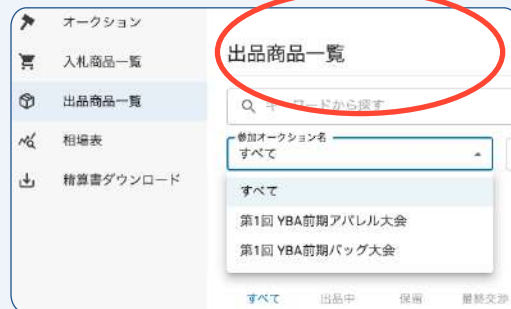 オークション
入札商品一覧
出品商品一覧
相場表
精算書ダウンロード
出品商品一覧
キーワードから探す
参加オークション名
すべて
すべて
第1回 YBA前期アパレル大会
第1回 YBA前期バッグ大会
すべて 出品中 保留 最終交渉